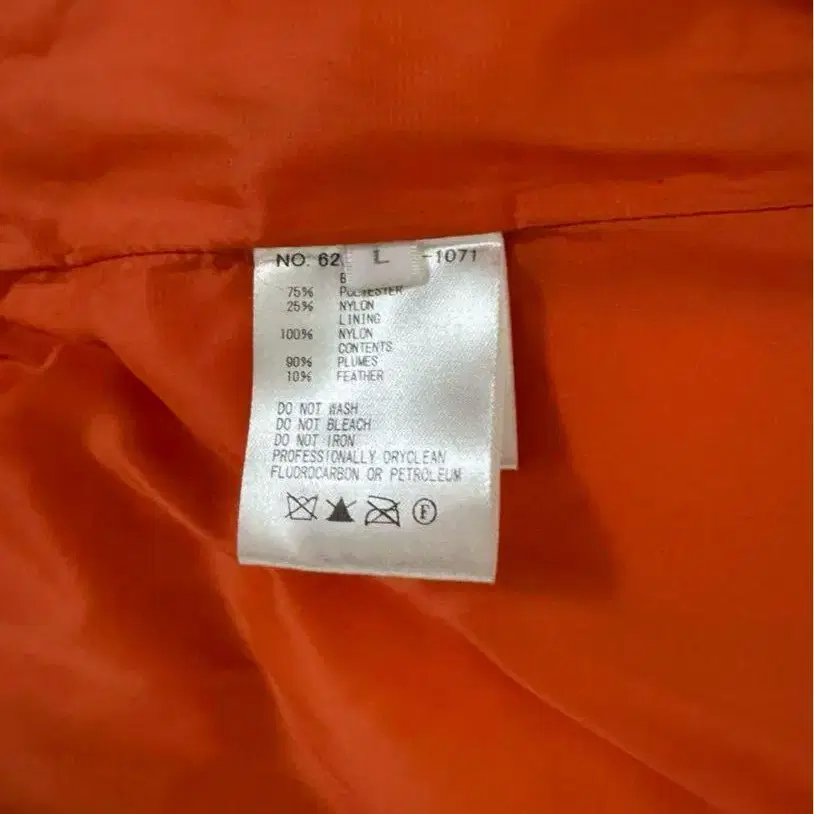 L
NO. 62 -1071
75% POLYESTER
25% NYLON
LINING
100% NYLON
CONTENTS
90% PLUMES
10% FEATHER
DO NOT WASH
DO NOT BLEACH
DO NOT IRON
PROFESSIONALLY DRYCLEAN
FLUOROCARBON OR PETROLEUM
F